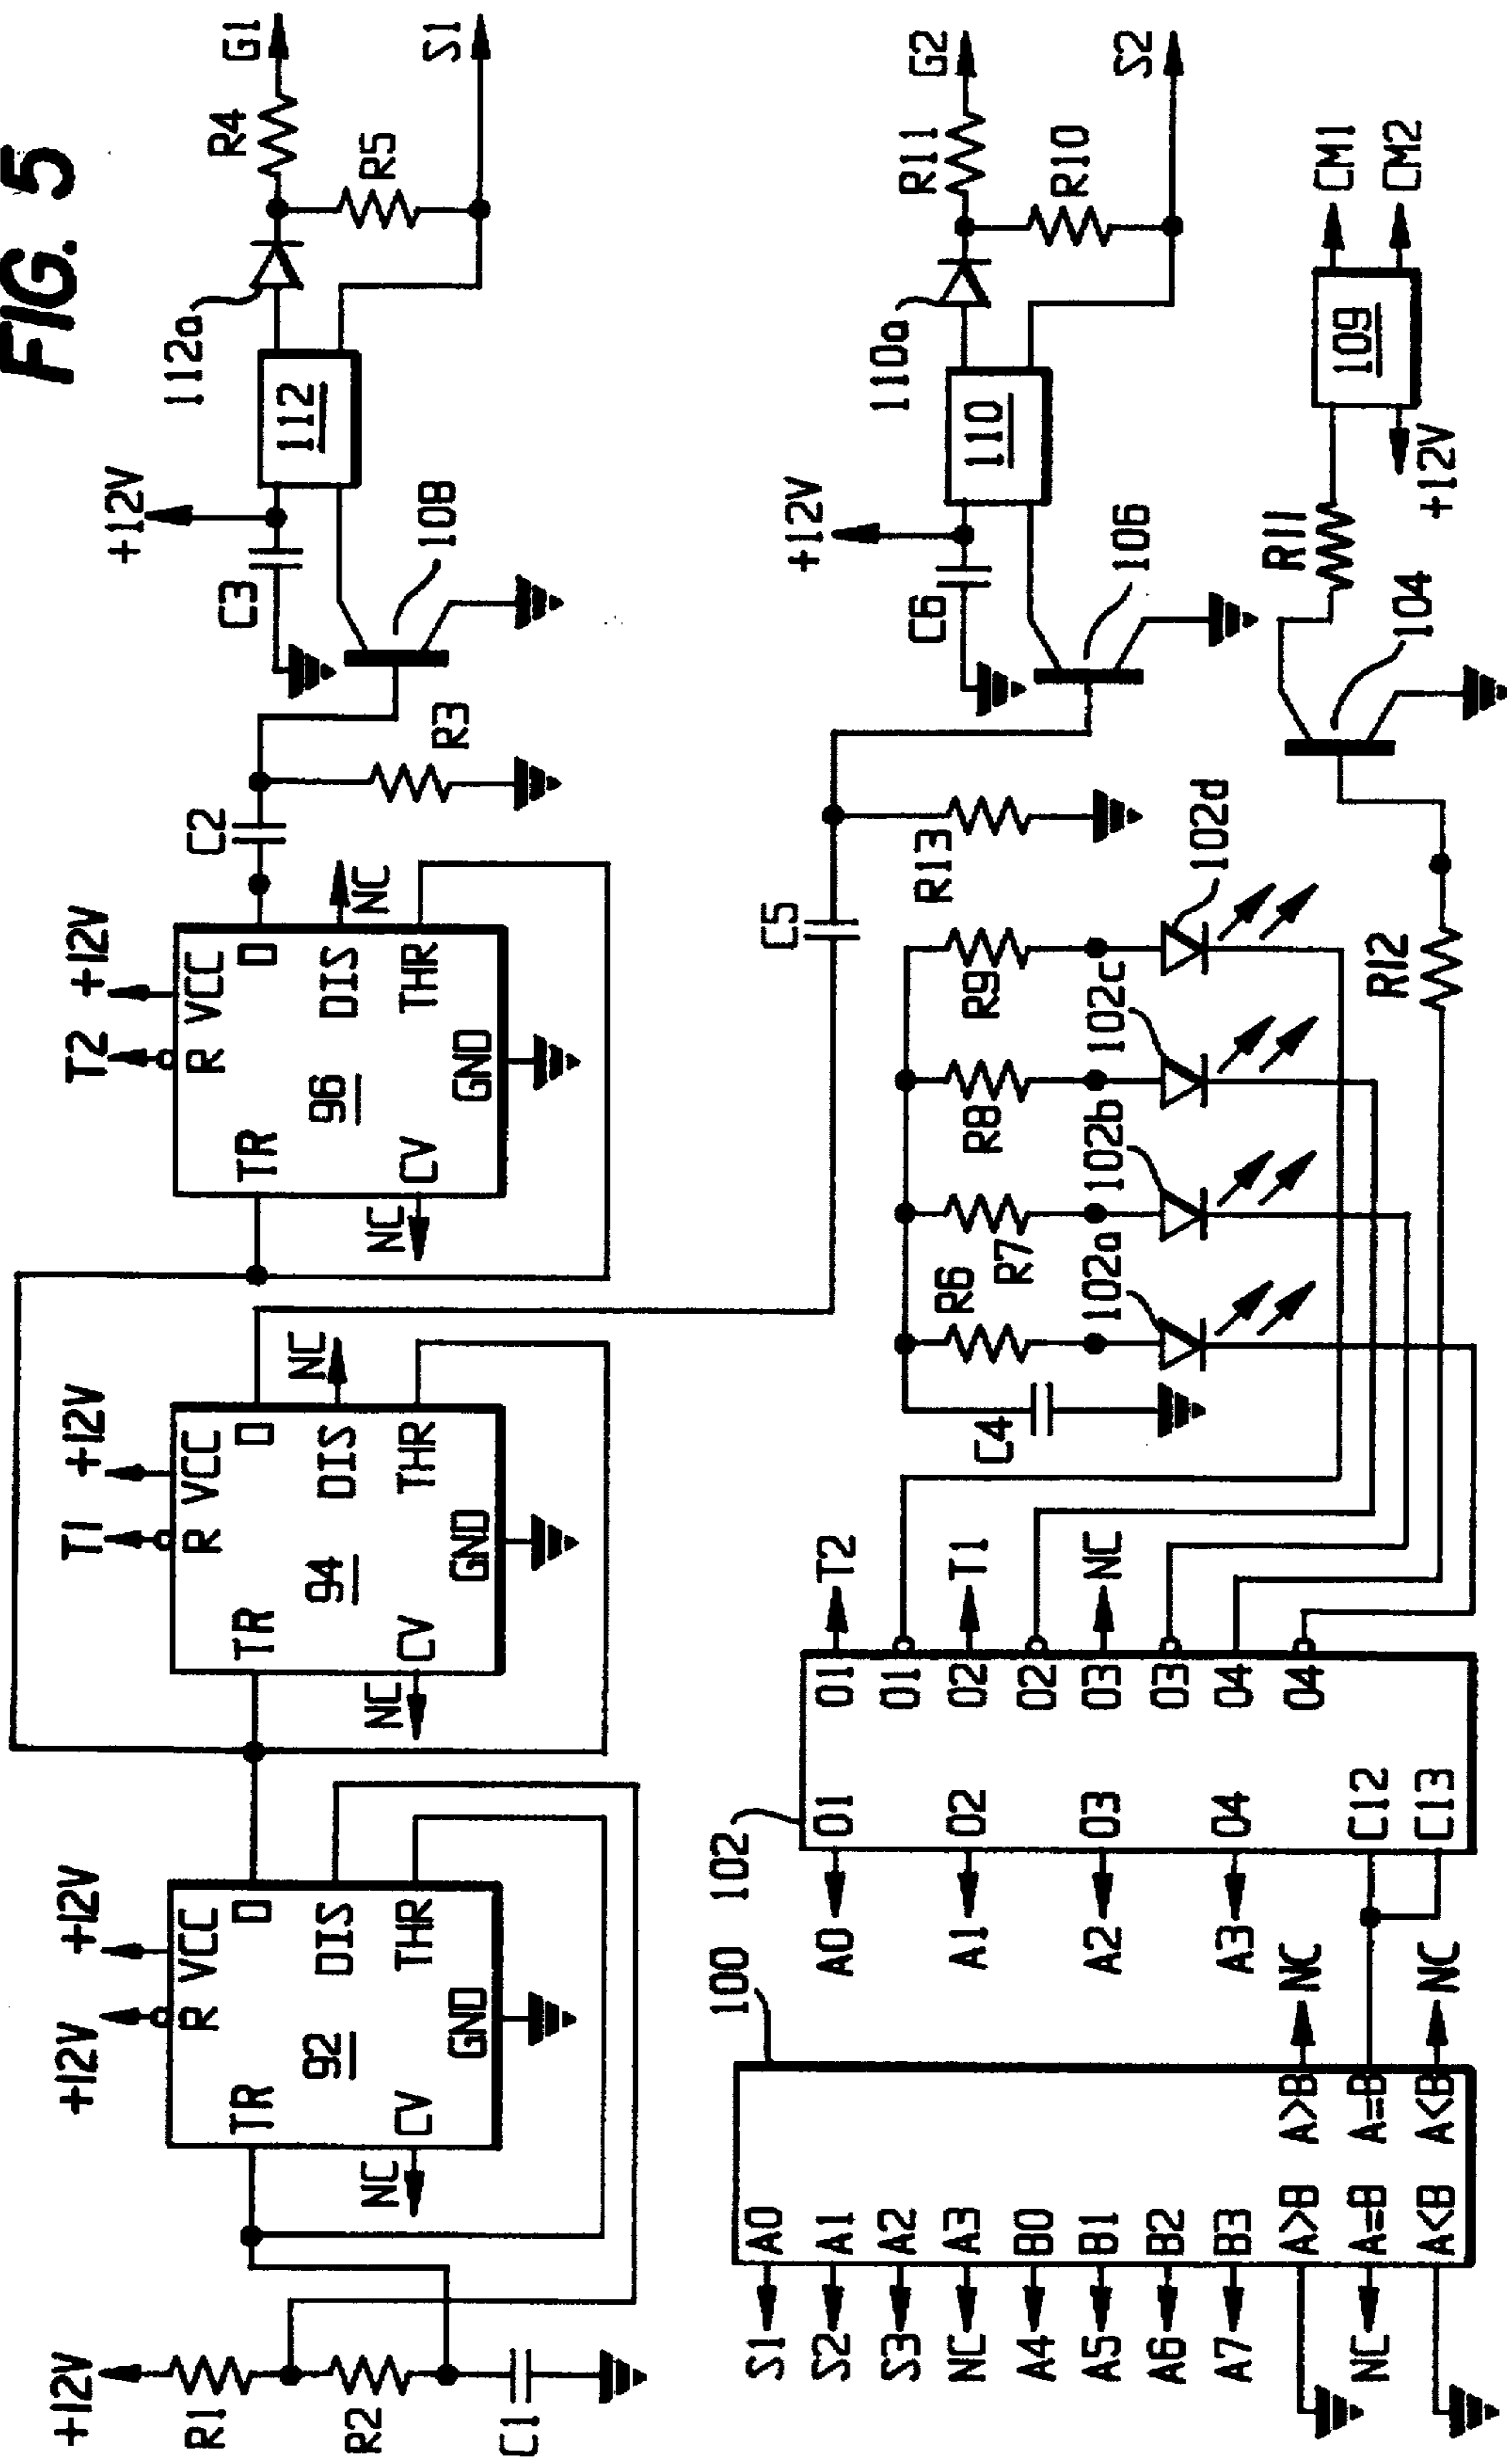 FIG. 5
+12V
R1
R2
C1
+12V
+12V
R
VCC
TR
O
92
DIS
CV
THR
GND
NC
T1
+12V
R
VCC
TR
O
94
DIS
CV
THR
GND
NC
NC
T2
+12V
R
VCC
TR
O
96
DIS
CV
THR
GND
NC
NC
C2
R3
+12V
C3
108
112
112a
R4
G1
R5
S1
C5
R13
+12V
C6
106
110
110a
R11
G2
R10
S2
100
S1 A0
S2 A1
S3 A2
NC A3
A4 B0
A5 B1
A6 B2
A7 B3
A>B A>B NC
NC A=B A=B
A<B A<B NC
102
A0 O1 O1 T2
O1
A1 O2 O2 T1
O2
A2 O3 O3 NC
O3
A3 O4 O4
O4
C12
C13
C4
R6
R7
R8
R9
102a
102b
102c
102d
R12
104
R11
109
+12V
CM1
CM2